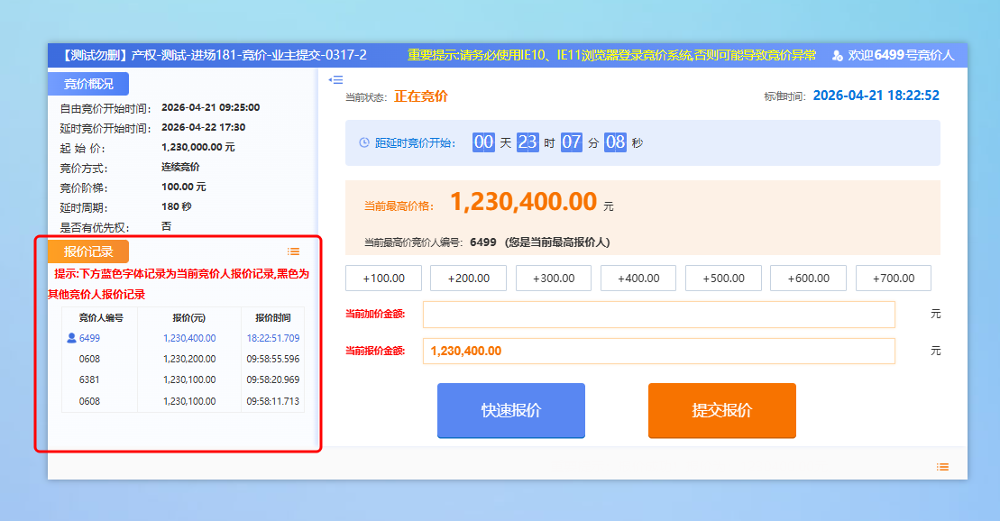 【测试勿删】产权-测试-进场181-竞价-业主提交-0317-2
重要提示:请务必使用IE10、IE11浏览器登录竞价系统,否则可能导致竞价异常
欢迎6499号竞价人
竞价概况
自由竞价开始时间: 2026-04-21 09:25:00
延时竞价开始时间: 2026-04-22 17:30
起 始 价: 1,230,000.00 元
竞价方式: 连续竞价
竞价阶梯: 100.00 元
延时周期: 180 秒
是否有优先权: 否
报价记录
提示:下方蓝色字体记录为当前竞价人报价记录,黑色为
其他竞价人报价记录
竞价人编号 报价(元) 报价时间
6499 1,230,400.00 18:22:51.709
0608 1,230,200.00 09:58:55.596
6381 1,230,100.00 09:58:20.969
0608 1,230,100.00 09:58:11.713
当前状态: 正在竞价
标准时间: 2026-04-21 18:22:52
距延时竞价开始: 00 天 23 时 07 分 08 秒
当前最高价格: 1,230,400.00 元
当前最高价竞价人编号: 6499 (您是当前最高报价人)
+100.00 +200.00 +300.00 +400.00 +500.00 +600.00 +700.00
当前加价金额: 元
当前报价金额: 1,230,400.00 元
快速报价 提交报价